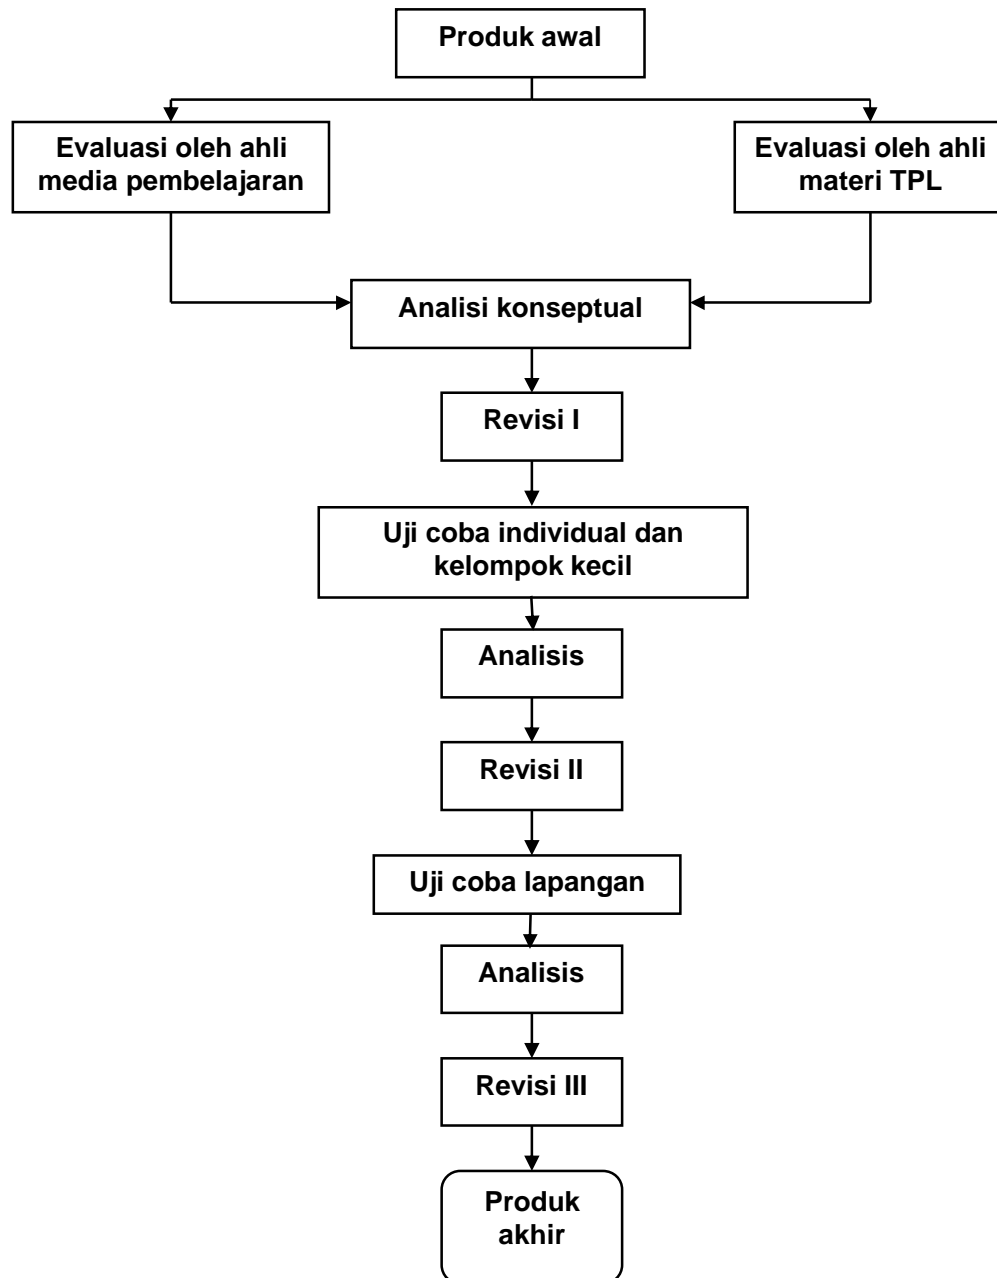 Produk awal
Evaluasi oleh ahli
media pembelajaran
Evaluasi oleh ahli
materi TPL
Analisi konseptual
Revisi I
Uji coba individual dan
kelompok kecil
Analisis
Revisi II
Uji coba lapangan
Analisis
Revisi III
Produk
akhir